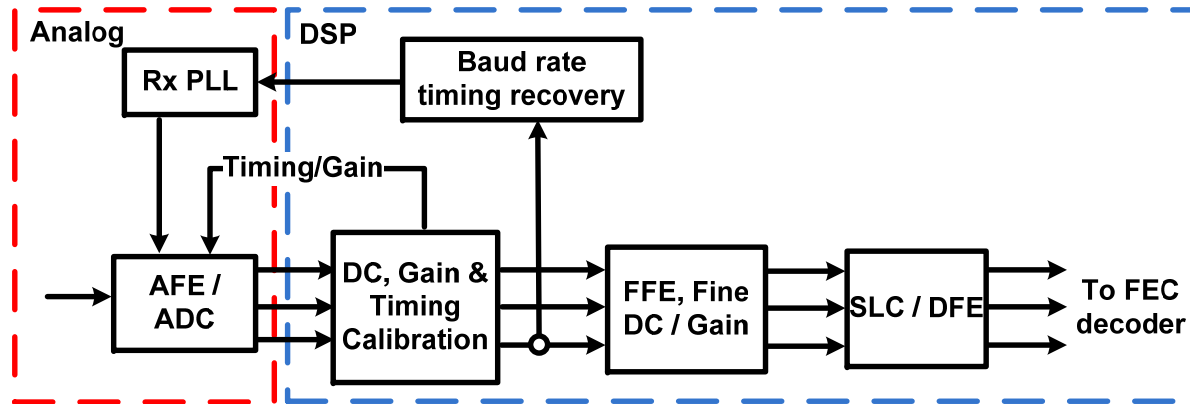 Analog
DSP
Rx PLL
Baud rate
timing recovery
Timing/Gain
AFE /
ADC
DC, Gain &
Timing
Calibration
FFE, Fine
DC / Gain
SLC / DFE
To FEC
decoder